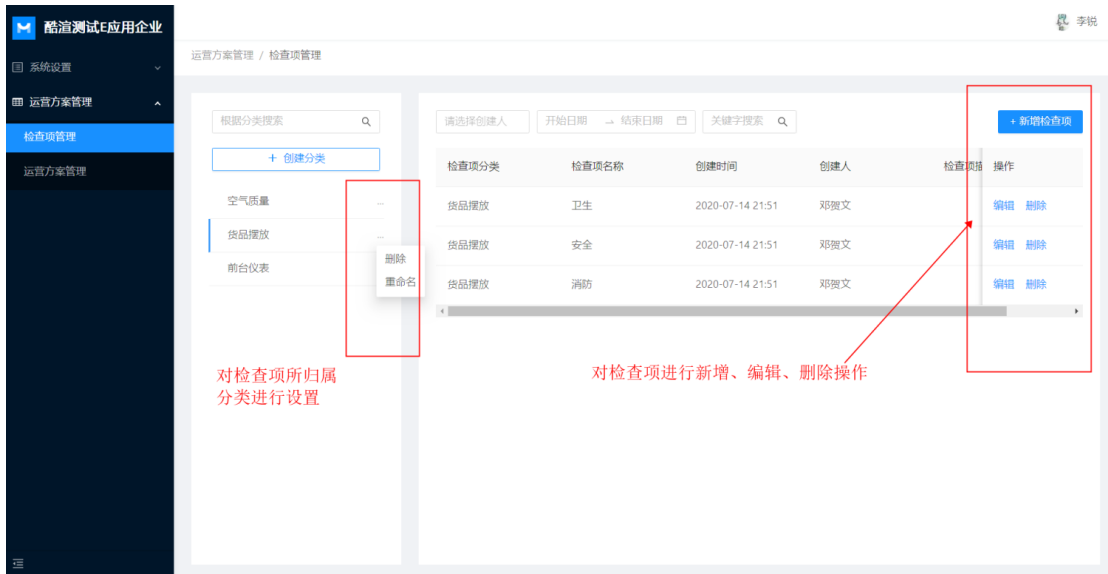 酷渲测试E应用企业
李锐
系统设置
运营方案管理
检查项管理
运营方案管理
运营方案管理 / 检查项管理
根据分类搜索
+ 创建分类
空气质量 ...
货品摆放 ...
前台仪表
删除
重命名
对检查项所归属
分类进行设置
请选择创建人 开始日期 → 结束日期 关键字搜索 + 新增检查项
检查项分类 检查项名称 创建时间 创建人 检查项描 操作
货品摆放 卫生 2020-07-14 21:51 邓贺文 编辑 删除
货品摆放 安全 2020-07-14 21:51 邓贺文 编辑 删除
货品摆放 消防 2020-07-14 21:51 邓贺文 编辑 删除
对检查项进行新增、编辑、删除操作